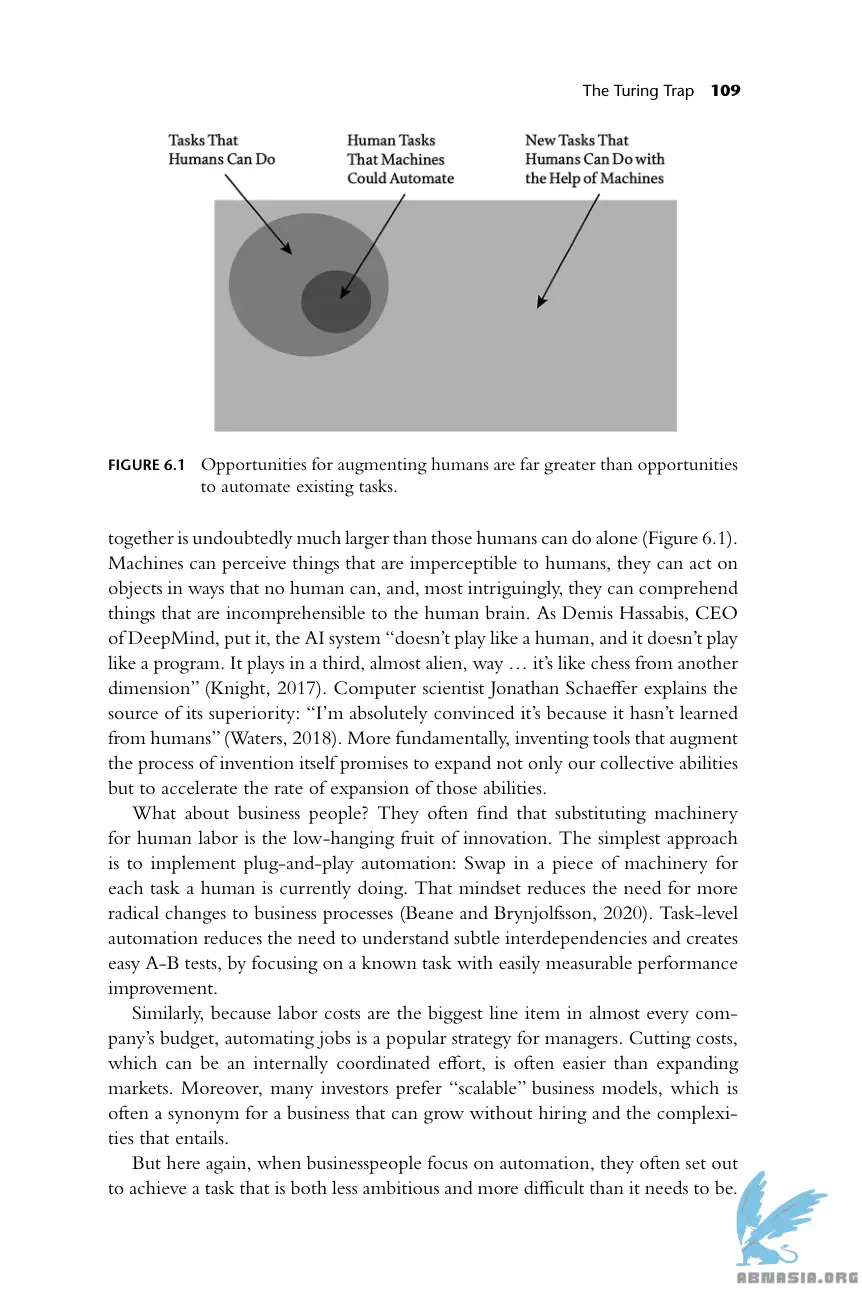 The Turing Trap 109
Tasks That
Humans Can Do
Human Tasks
That Machines
Could Automate
New Tasks That
Humans Can Do with
the Help of Machines
FIGURE 6.1 Opportunities for augmenting humans are far greater than opportunities
to automate existing tasks.
together is undoubtedly much larger than those humans can do alone (Figure 6.1).
Machines can perceive things that are imperceptible to humans, they can act on
objects in ways that no human can, and, most intriguingly, they can comprehend
things that are incomprehensible to the human brain. As Demis Hassabis, CEO
of DeepMind, put it, the AI system “doesn’t play like a human, and it doesn’t play
like a program. It plays in a third, almost alien, way … it’s like chess from another
dimension” (Knight, 2017). Computer scientist Jonathan Schaeffer explains the
source of its superiority: “I’m absolutely convinced it’s because it hasn’t learned
from humans” (Waters, 2018). More fundamentally, inventing tools that augment
the process of invention itself promises to expand not only our collective abilities
but to accelerate the rate of expansion of those abilities.
What about business people? They often find that substituting machinery
for human labor is the low-hanging fruit of innovation. The simplest approach
is to implement plug-and-play automation: Swap in a piece of machinery for
each task a human is currently doing. That mindset reduces the need for more
radical changes to business processes (Beane and Brynjolfsson, 2020). Task-level
automation reduces the need to understand subtle interdependencies and creates
easy A-B tests, by focusing on a known task with easily measurable performance
improvement.
Similarly, because labor costs are the biggest line item in almost every com-
pany’s budget, automating jobs is a popular strategy for managers. Cutting costs,
which can be an internally coordinated effort, is often easier than expanding
markets. Moreover, many investors prefer “scalable” business models, which is
often a synonym for a business that can grow without hiring and the complexi-
ties that entails.
But here again, when businesspeople focus on automation, they often set out
to achieve a task that is both less ambitious and more difficult than it needs to be.
ABNASIA.ORG